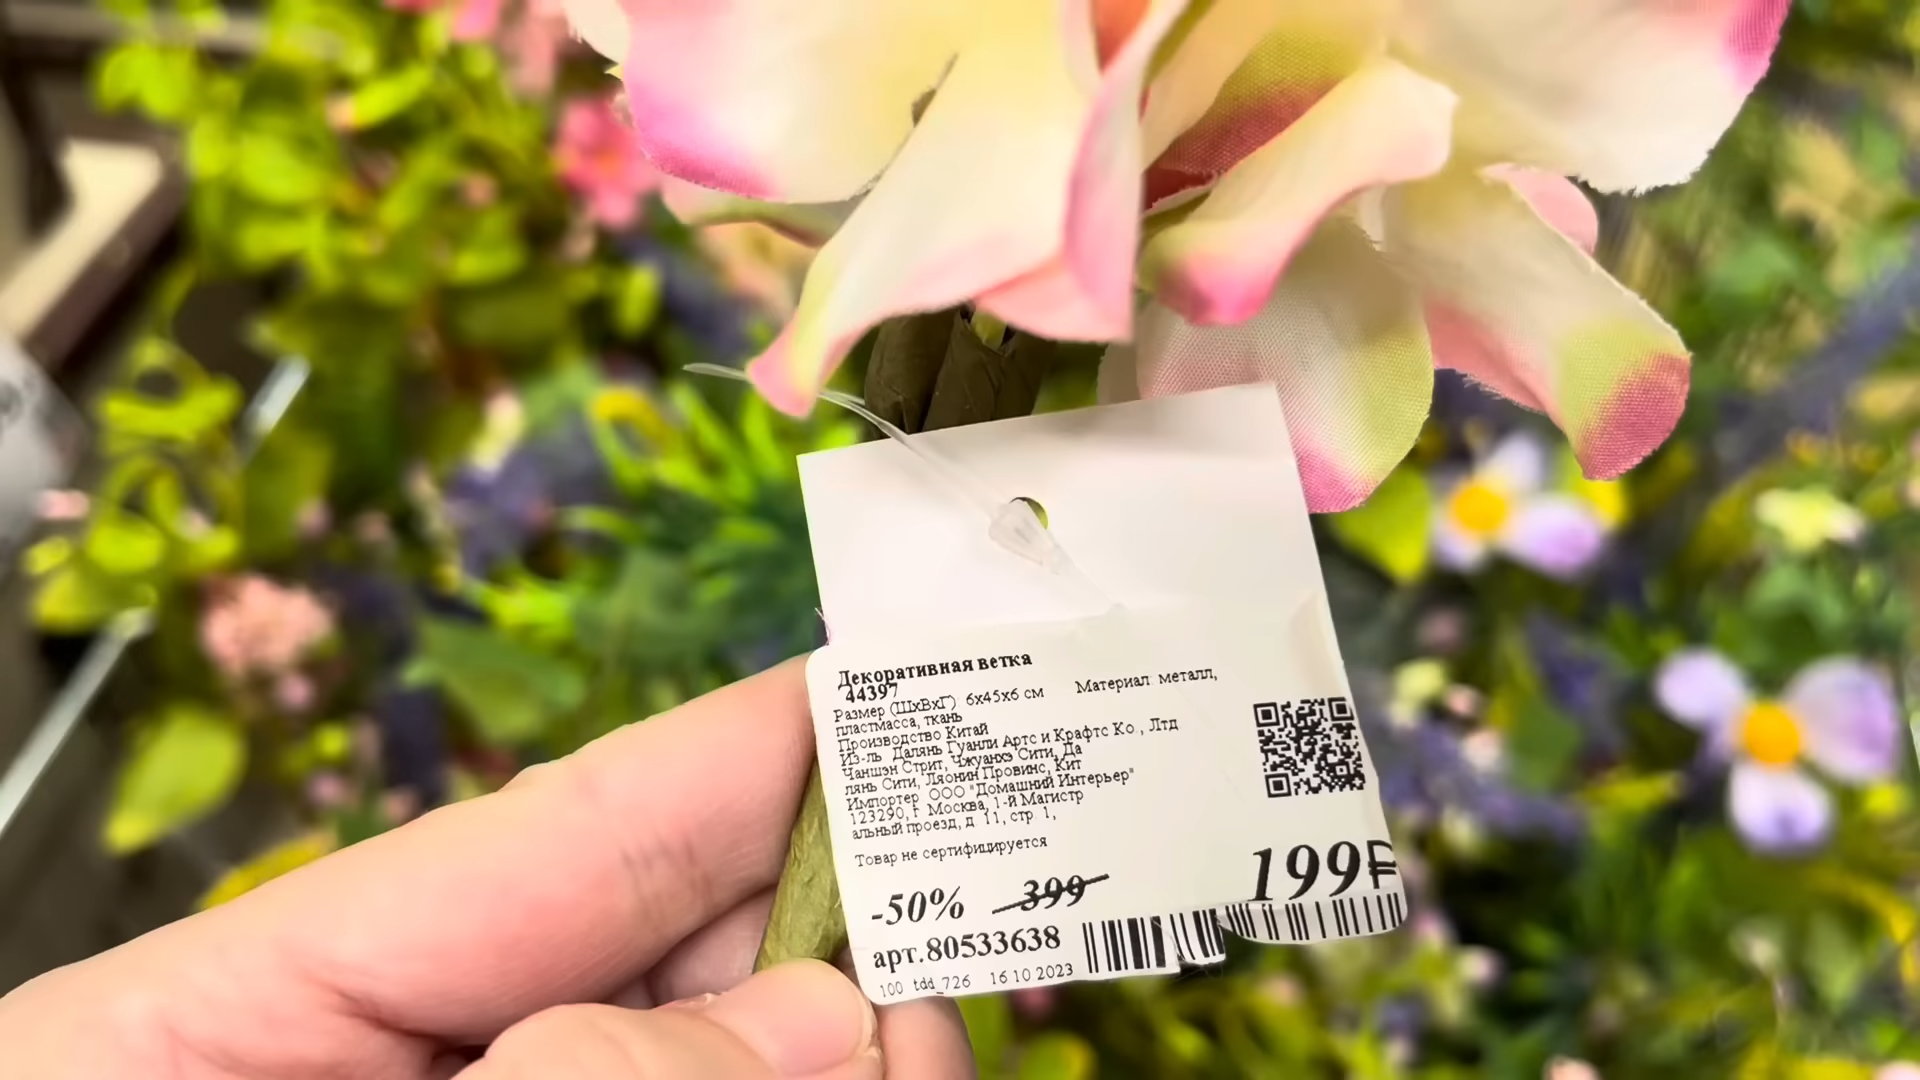 Декоративная ветка
44397
Размер (ШхВхГ) 6х45х6 см Материал металл,
пластмасса, ткань
Производство Китай
Из-ль Далянь Гуанли Артс и Крафтс Ко., Лтд
Чаншэн Стрит, Чжуанхэ Сити, Да
лянь Сити, Ляонин Провинс, Кит
Импортер ООО "Домашний Интерьер"
123290, г Москва, 1-й Магистр
альный проезд, д 11, стр 1,
Товар не сертифицируется
-50% 399 199₽
арт.80533638
100 tdd_726 16 10 2023